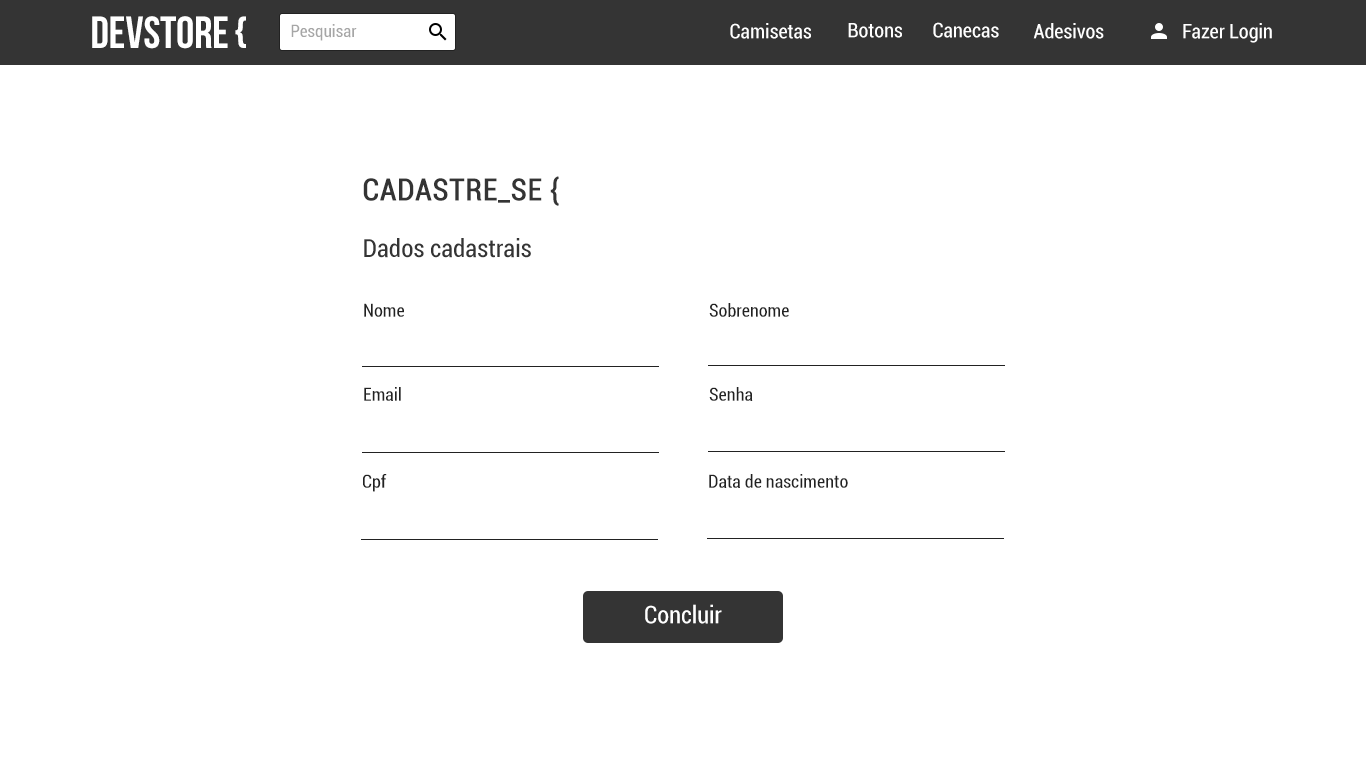 DEVSTORE {
Pesquisar
Camisetas Botons Canecas Adesivos Fazer Login
CADASTRE_SE {
Dados cadastrais
Nome Sobrenome
Email Senha
Cpf Data de nascimento
Concluir